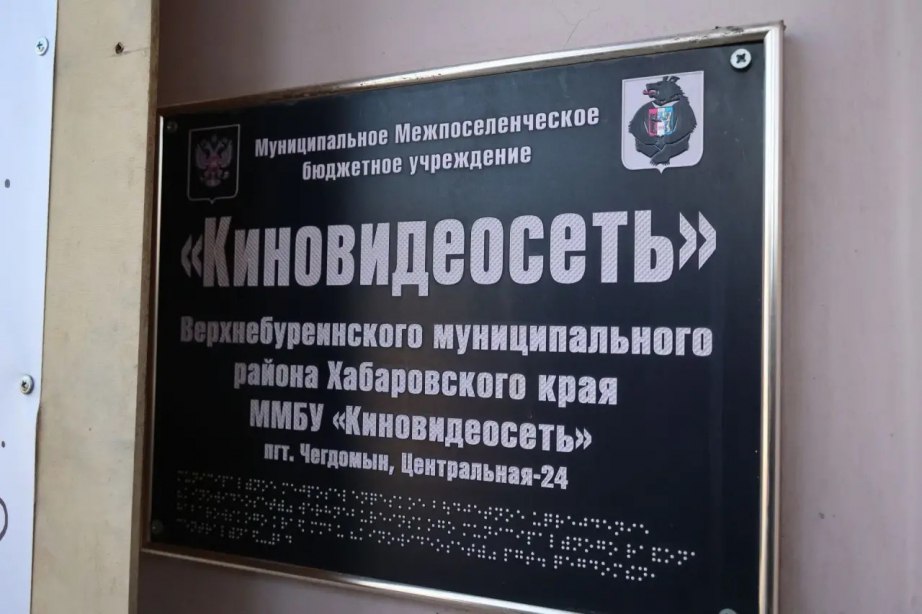 Муниципальное Межпоселенческое
бюджетное учреждение
«Киновидеосеть»
Верхнебуреинского муниципального
района Хабаровского края
ММБУ «Киновидеосеть»
пгт. Чегдомын, Центральная-24